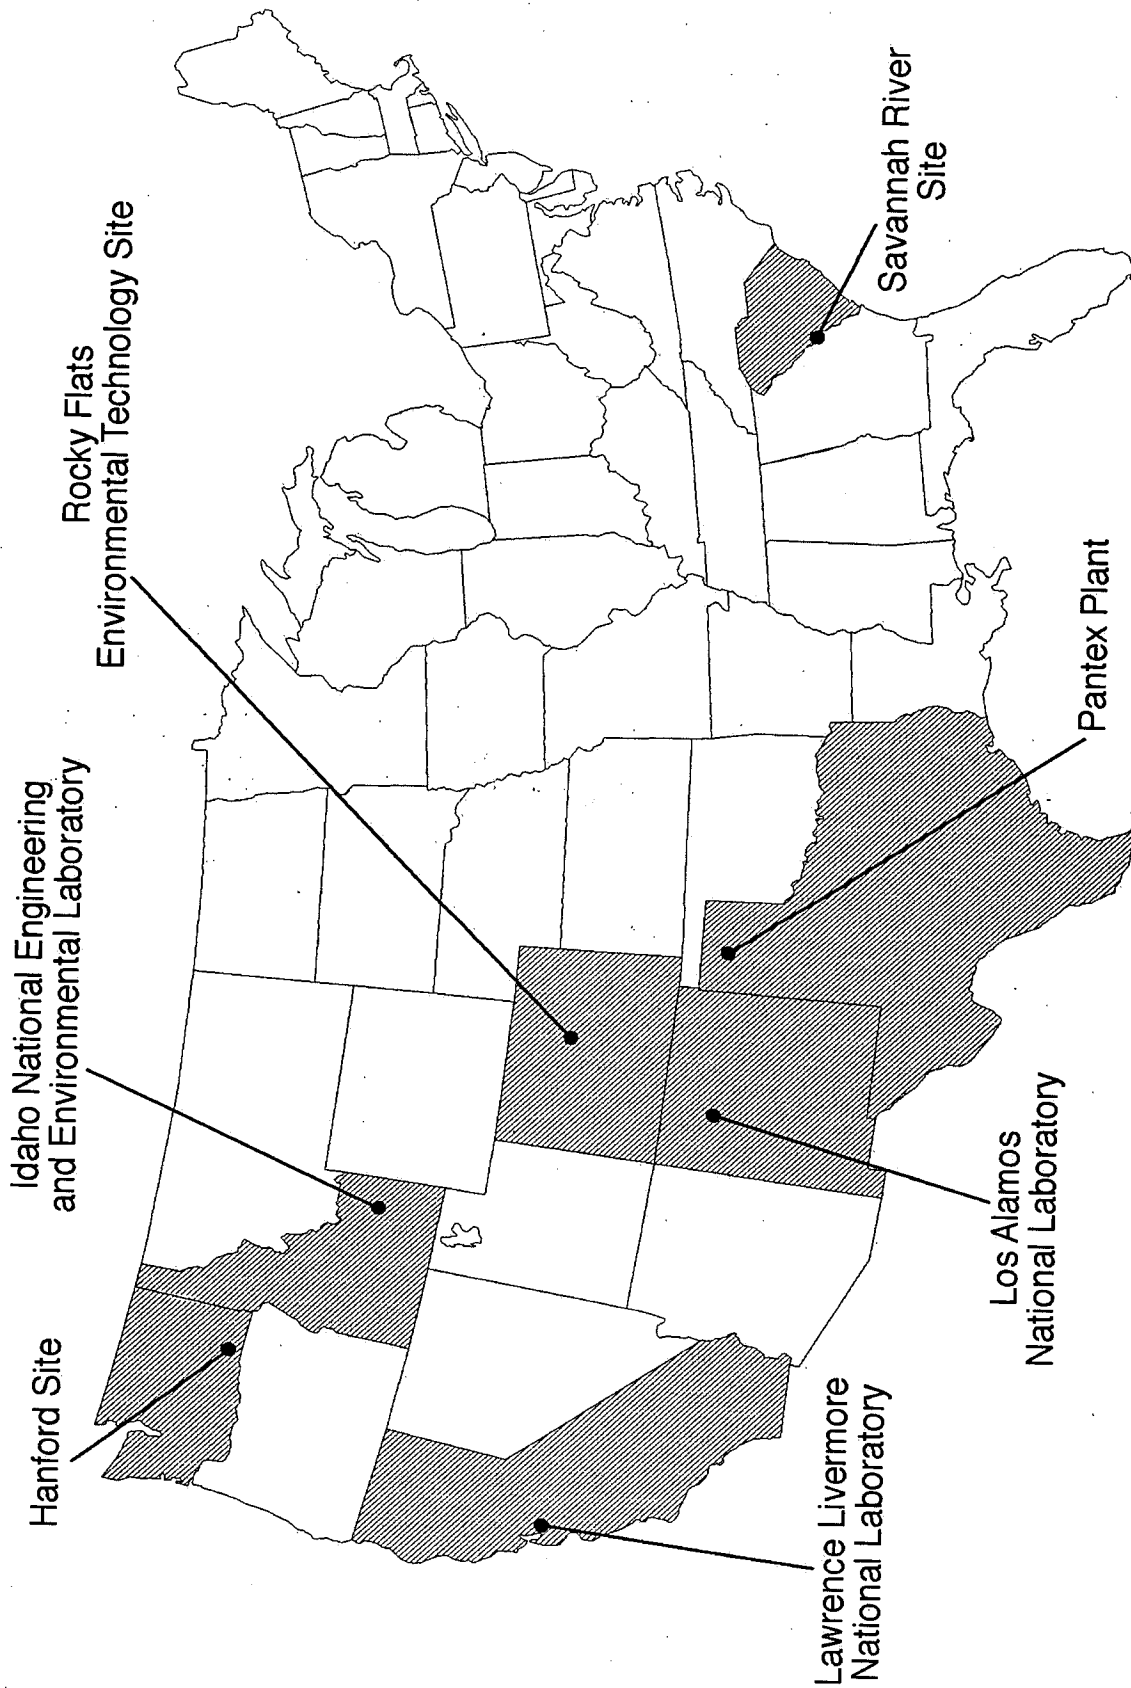 Hanford Site
Idaho National Engineering
and Environmental Laboratory
Rocky Flats
Environmental Technology Site
Savannah River
Site
Pantex Plant
Los Alamos
National Laboratory
Lawrence Livermore
National Laboratory